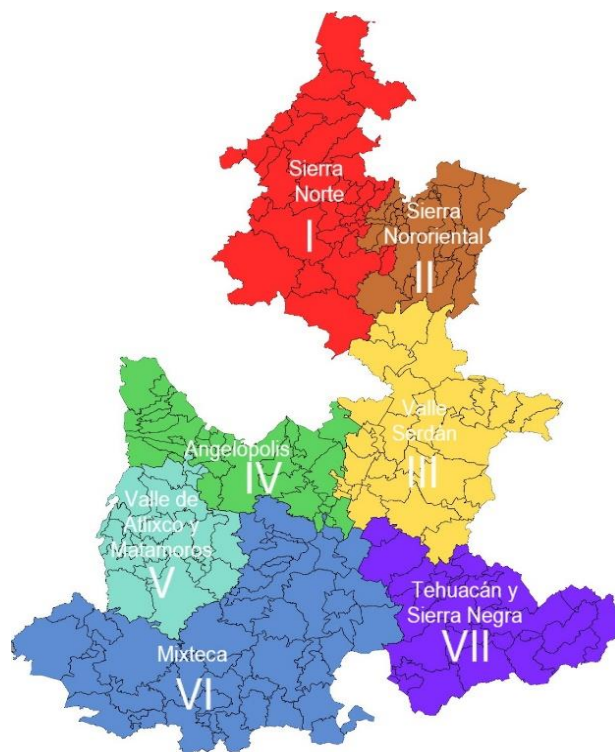 Sierra
Norte
I
Sierra
Nororiental
II
Valle
Serdán
III
Angelópolis
IV
Valle de
Atlixco y
Matamoros
V
Mixteca
VI
Tehuacán y
Sierra Negra
VII